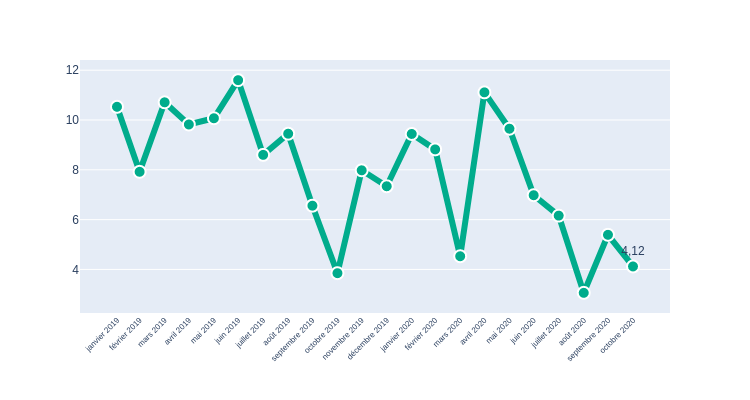 12
10
8
6
4
4,12
janvier 2019
février 2019
mars 2019
avril 2019
mai 2019
juin 2019
juillet 2019
août 2019
septembre 2019
octobre 2019
novembre 2019
décembre 2019
janvier 2020
février 2020
mars 2020
avril 2020
mai 2020
juin 2020
juillet 2020
août 2020
septembre 2020
octobre 2020